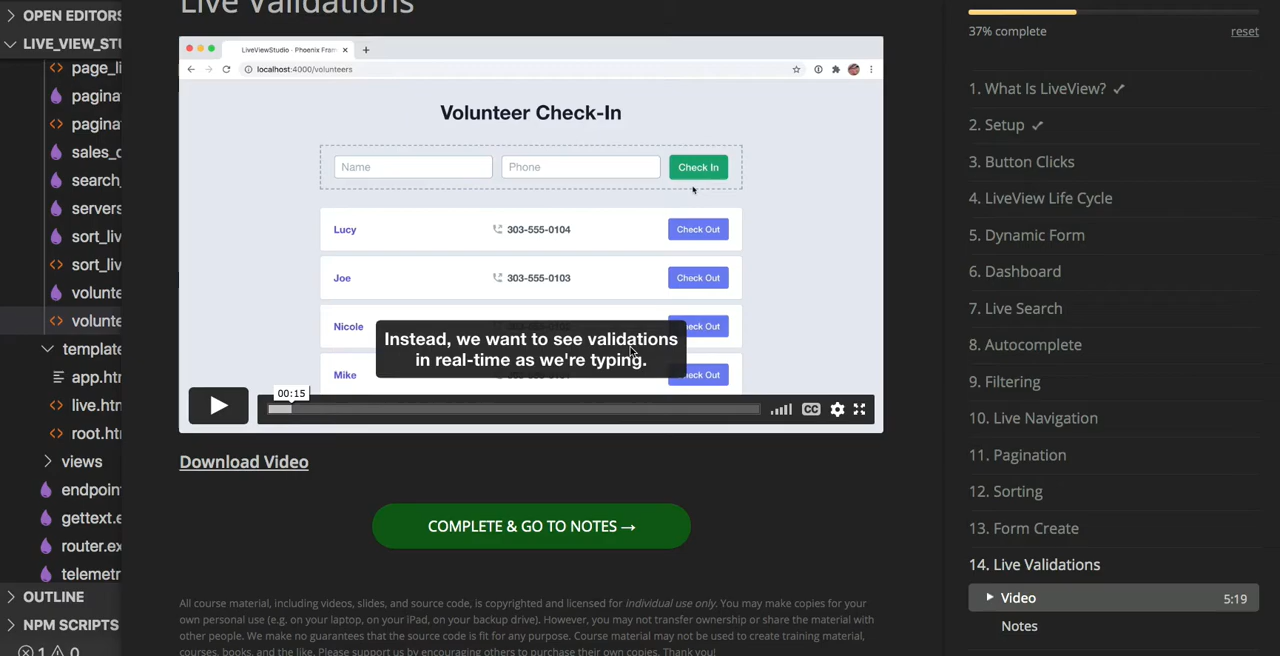 OPEN EDITORS
LIVE_VIEW_STU
page_li
pagina
pagina
sales_c
search_
servers
sort_liv
sort_liv
volunte
volunte
template
app.htm
live.htm
root.htm
views
endpoin
gettext.e
router.ex
telemetr
OUTLINE
NPM SCRIPTS
1 0
Live Validations
LiveViewStudio · Phoenix Fram
localhost:4000/volunteers
Volunteer Check-In
Name Phone Check In
Lucy 303-555-0104 Check Out
Joe 303-555-0103 Check Out
Nicole eck Out
Mike eck Out
Instead, we want to see validations
in real-time as we're typing.
00:15
CC
Download Video
COMPLETE & GO TO NOTES →
All course material, including videos, slides, and source code, is copyrighted and licensed for individual use only. You may make copies for your
own personal use (e.g. on your laptop, on your iPad, on your backup drive). However, you may not transfer ownership or share the material with
other people. We make no guarantees that the source code is fit for any purpose. Course material may not be used to create training material,
courses, books, and the like. Please support us by encouraging others to purchase their own copies. Thank you!
37% complete reset
1. What Is LiveView? ✓
2. Setup ✓
3. Button Clicks
4. LiveView Life Cycle
5. Dynamic Form
6. Dashboard
7. Live Search
8. Autocomplete
9. Filtering
10. Live Navigation
11. Pagination
12. Sorting
13. Form Create
14. Live Validations
Video 5:19
Notes